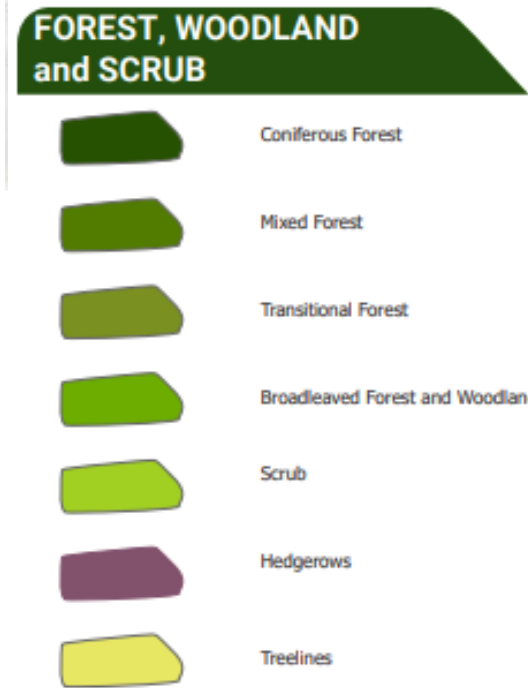 FOREST, WOODLAND
and SCRUB
Coniferous Forest
Mixed Forest
Transitional Forest
Broadleaved Forest and Woodlan
Scrub
Hedgerows
Treelines